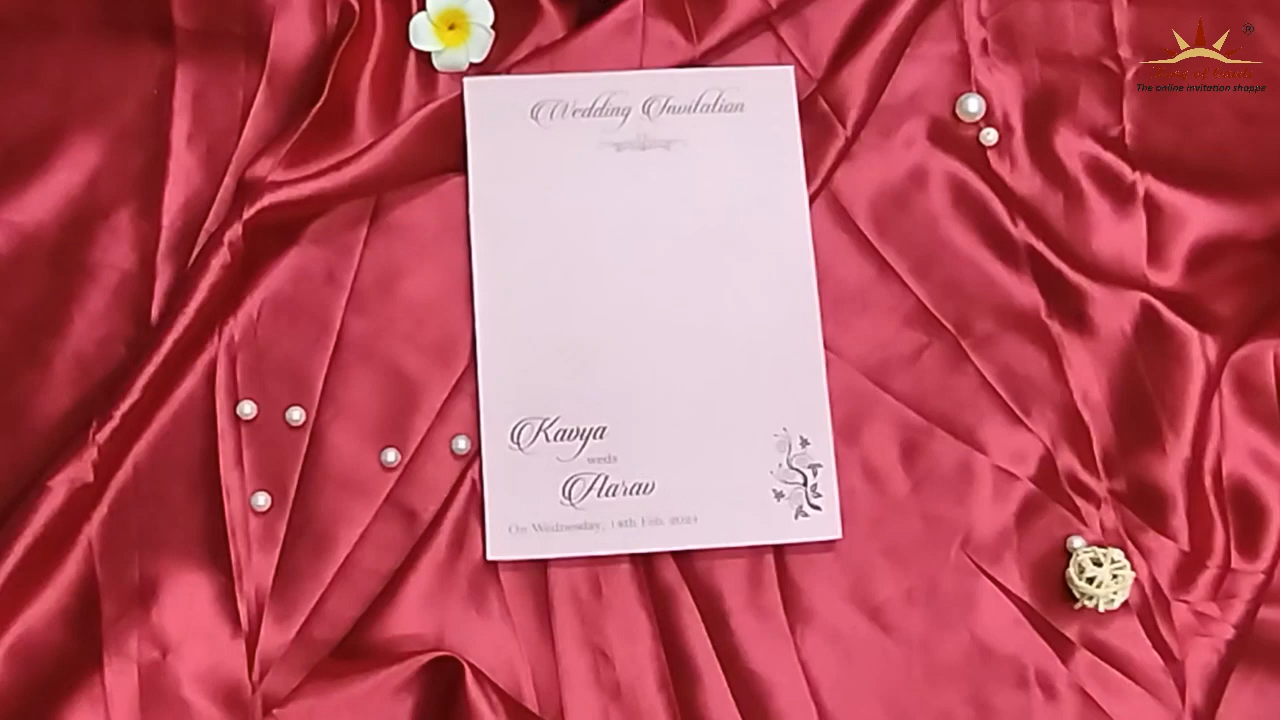 Wedding Invitation
Kavya
weds
Aarav
On Wednesday, 14th Feb. 2024
®
The online invitation shoppe